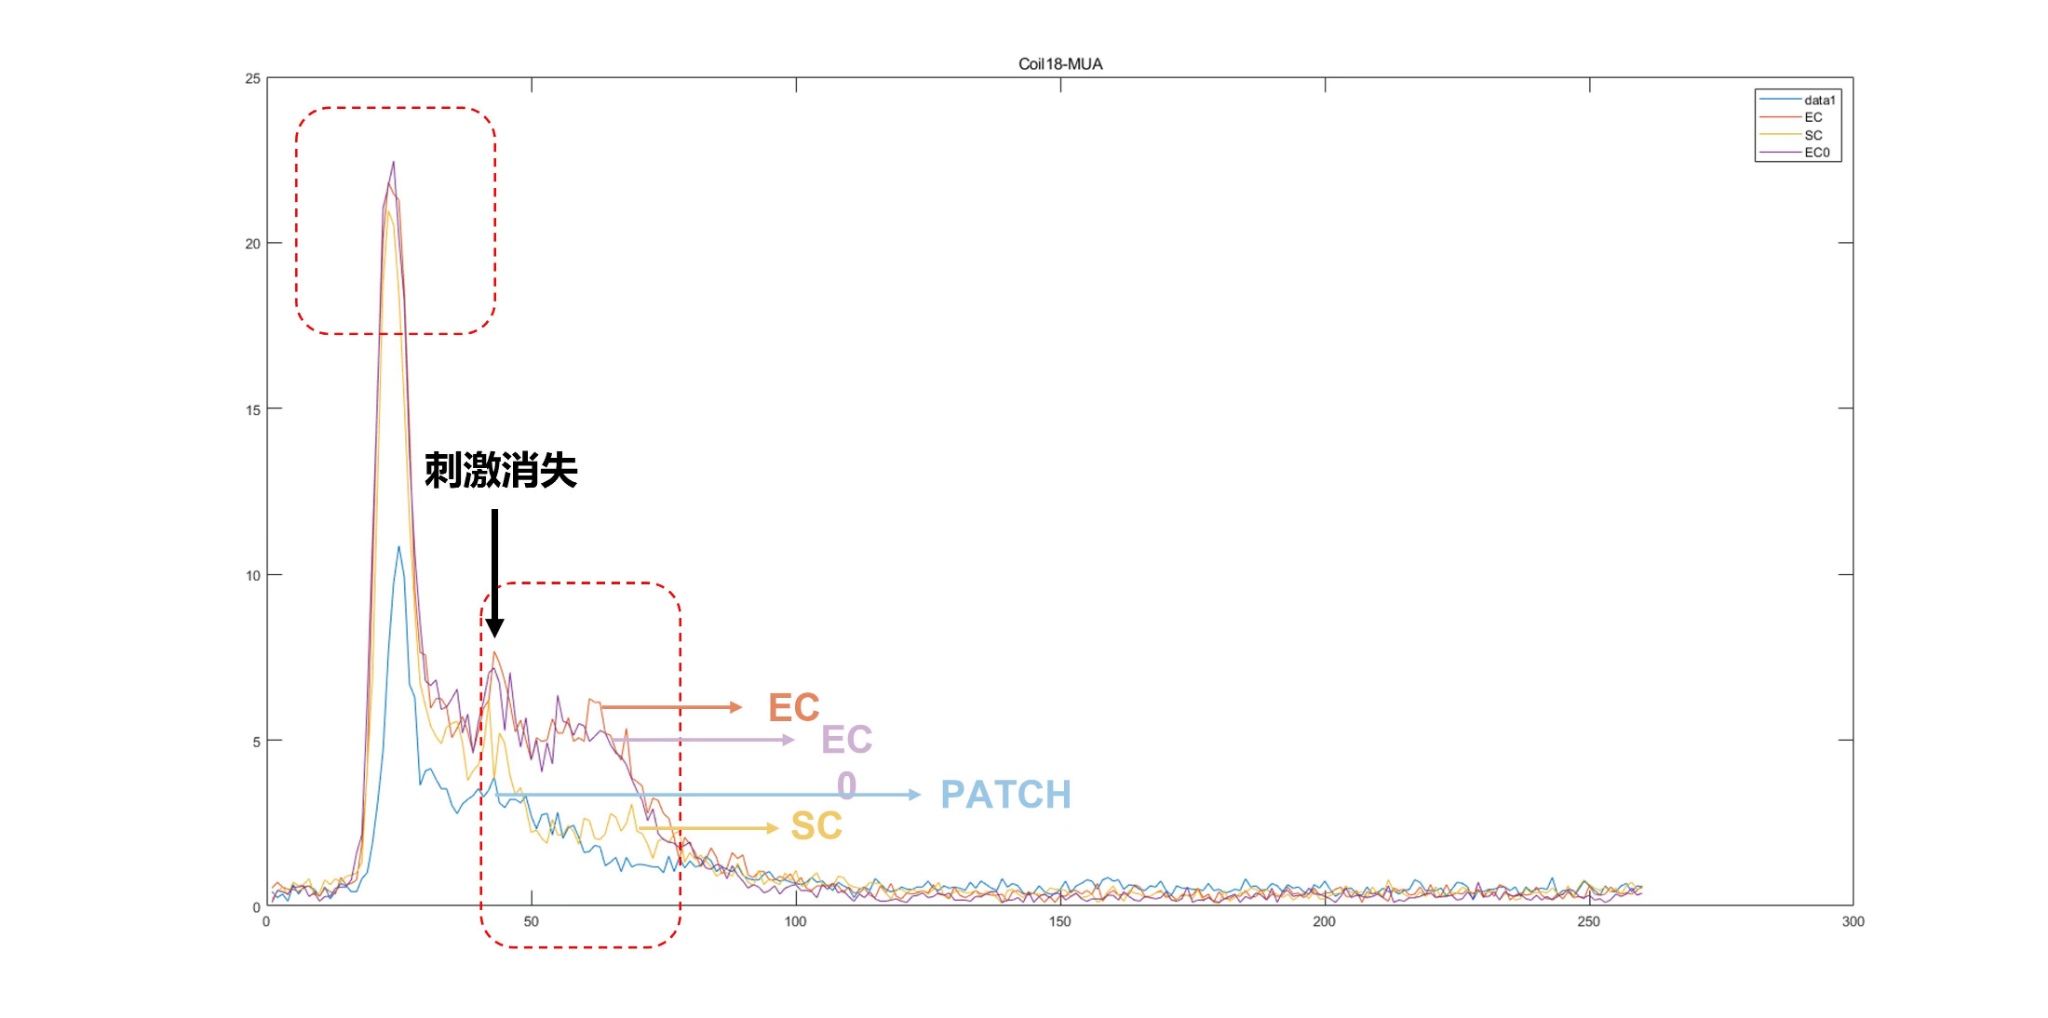 Coil18-MUA
25
20
15
10
5
0
0
50
100
150
200
250
300
data1
EC
SC
EC0
刺激消失
EC
EC
0
PATCH
SC